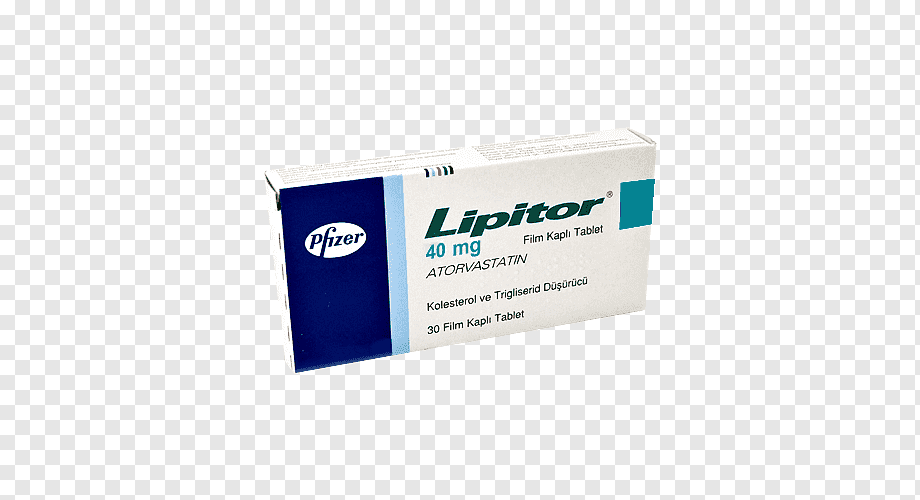 Pfizer
Lipitor®
40 mg
Film Kaplı Tablet
ATORVASTATIN
Kolesterol ve Trigliserid Düşürücü
30 Film Kaplı Tablet